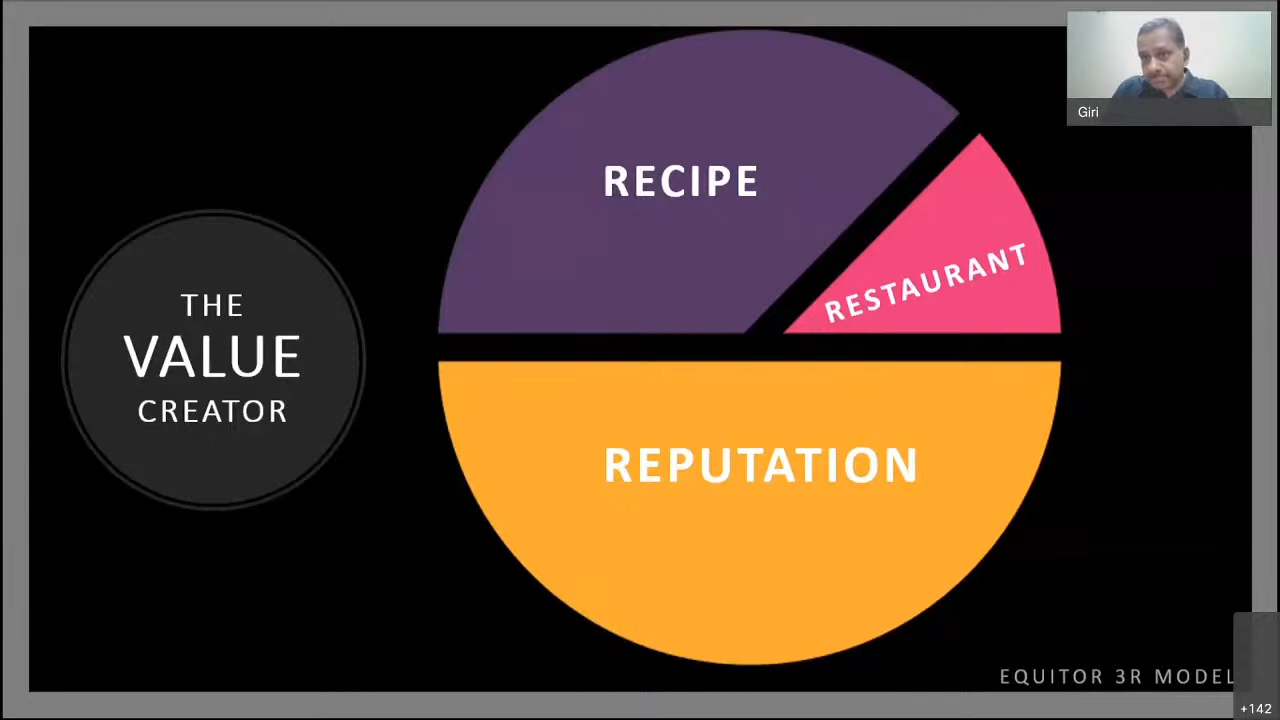 Giri
RECIPE
RESTAURANT
THE
VALUE
CREATOR
REPUTATION
EQUITOR 3R MODEL
+142